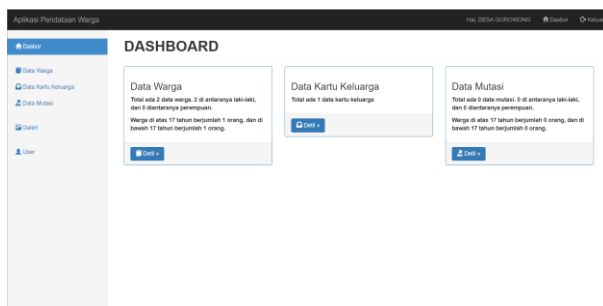 Aplikasi Pendataan Warga
Hai, DESA GOROWONG
Dasbor
Keluar
Dasbor
Data Warga
Data Kartu Keluarga
Data Mutasi
Galeri
User
DASHBOARD
Data Warga
Total ada 2 data warga. 2 di antaranya laki-laki,
dan 0 diantaranya perempuan.
Warga di atas 17 tahun berjumlah 1 orang, dan di
bawah 17 tahun berjumlah 1 orang.
Detil »
Data Kartu Keluarga
Total ada 1 data kartu keluarga
Detil »
Data Mutasi
Total ada 0 data mutasi. 0 di antaranya laki-laki,
dan 0 diantaranya perempuan.
Warga di atas 17 tahun berjumlah 0 orang, dan di
bawah 17 tahun berjumlah 0 orang.
Detil »